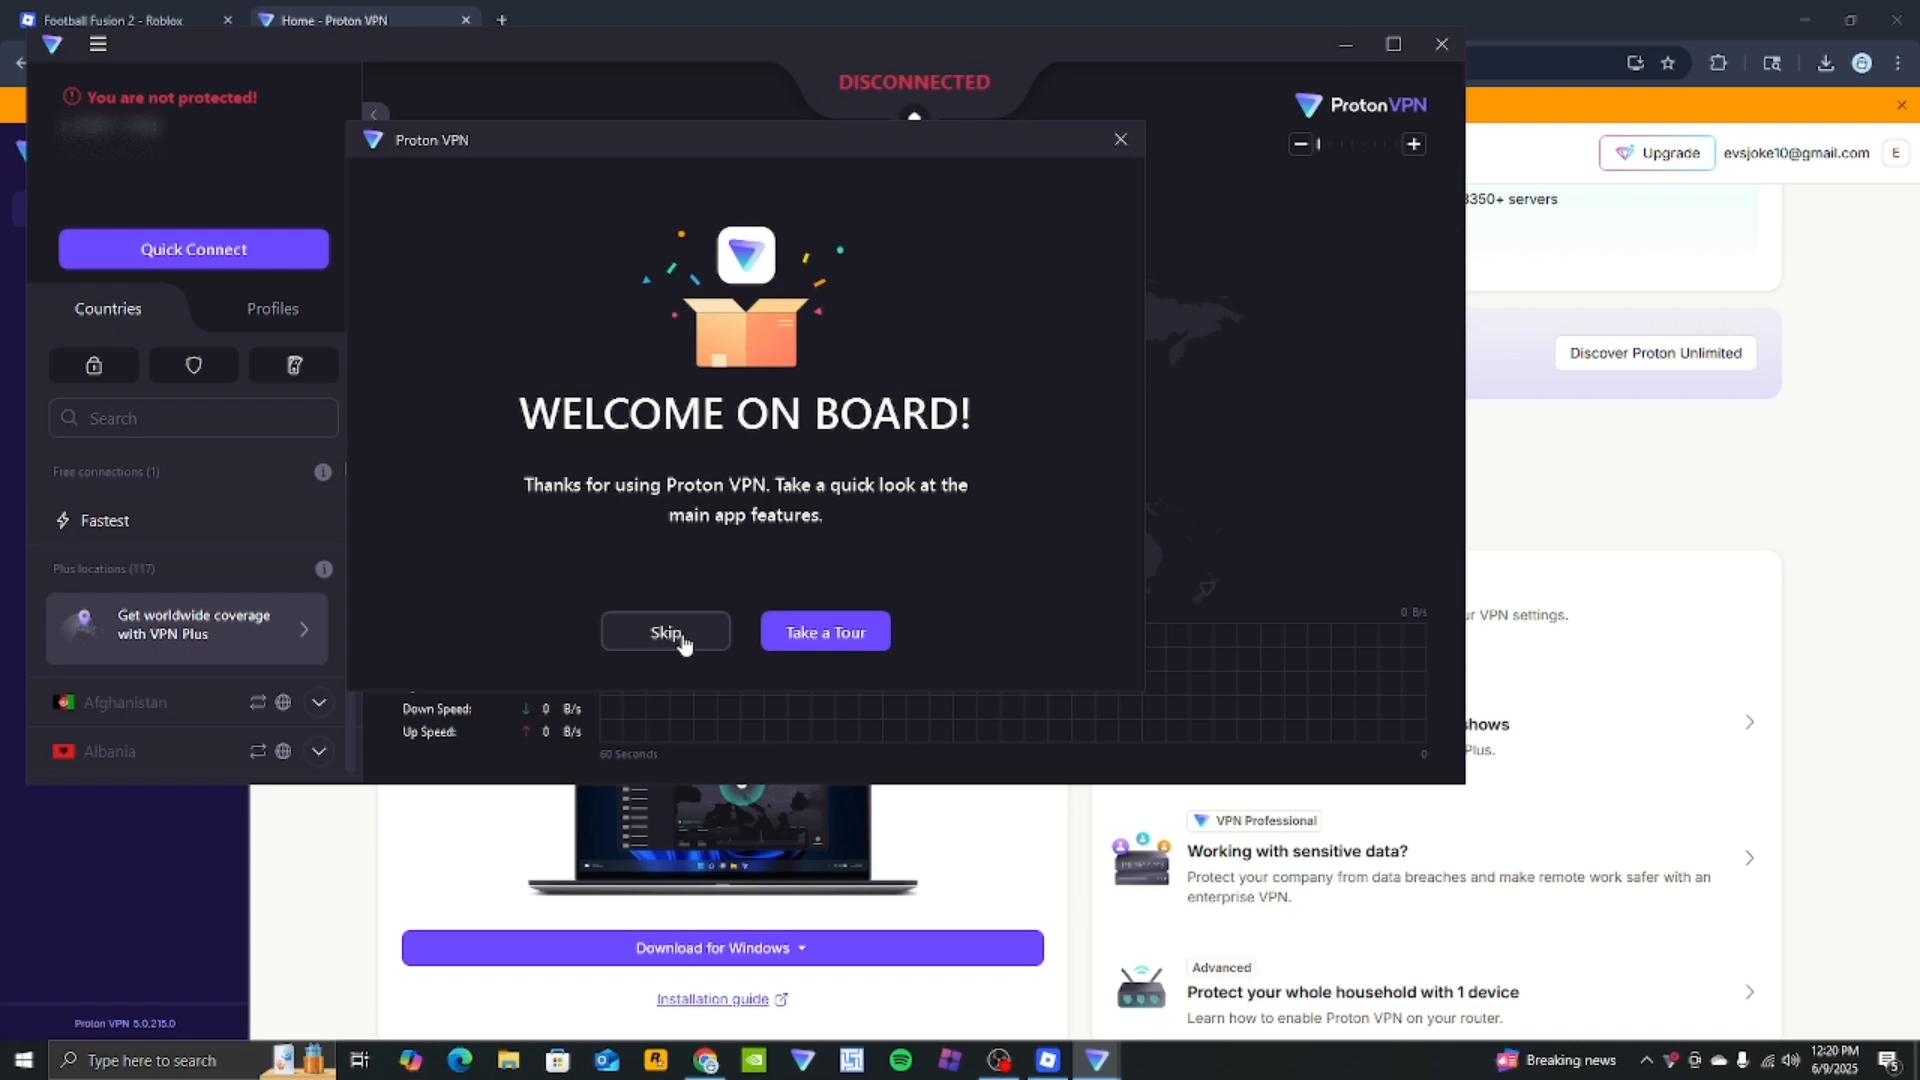 Football Fusion 2 - Roblox
Home - Proton VPN
You are not protected!
DISCONNECTED
ProtonVPN
Proton VPN
Upgrade
evsjoke10@gmail.com
E
Quick Connect
Countries
Profiles
Search
Free connections (1)
Fastest
Plus locations (117)
Get worldwide coverage
with VPN Plus
Afghanistan
Albania
WELCOME ON BOARD!
Thanks for using Proton VPN. Take a quick look at the
main app features.
Skip
Take a Tour
0 B/s
Down Speed:
0 B/s
Up Speed:
0 B/s
60 Seconds
0
servers
Discover Proton Unlimited
VPN settings.
shows
Plus.
VPN Professional
Working with sensitive data?
Protect your company from data breaches and make remote work safer with an
enterprise VPN.
Advanced
Protect your whole household with 1 device
Learn how to enable Proton VPN on your router.
Download for Windows
Installation guide
Proton VPN 5.0.215.0
Type here to search
Breaking news
12:20 PM
6/9/2025
5